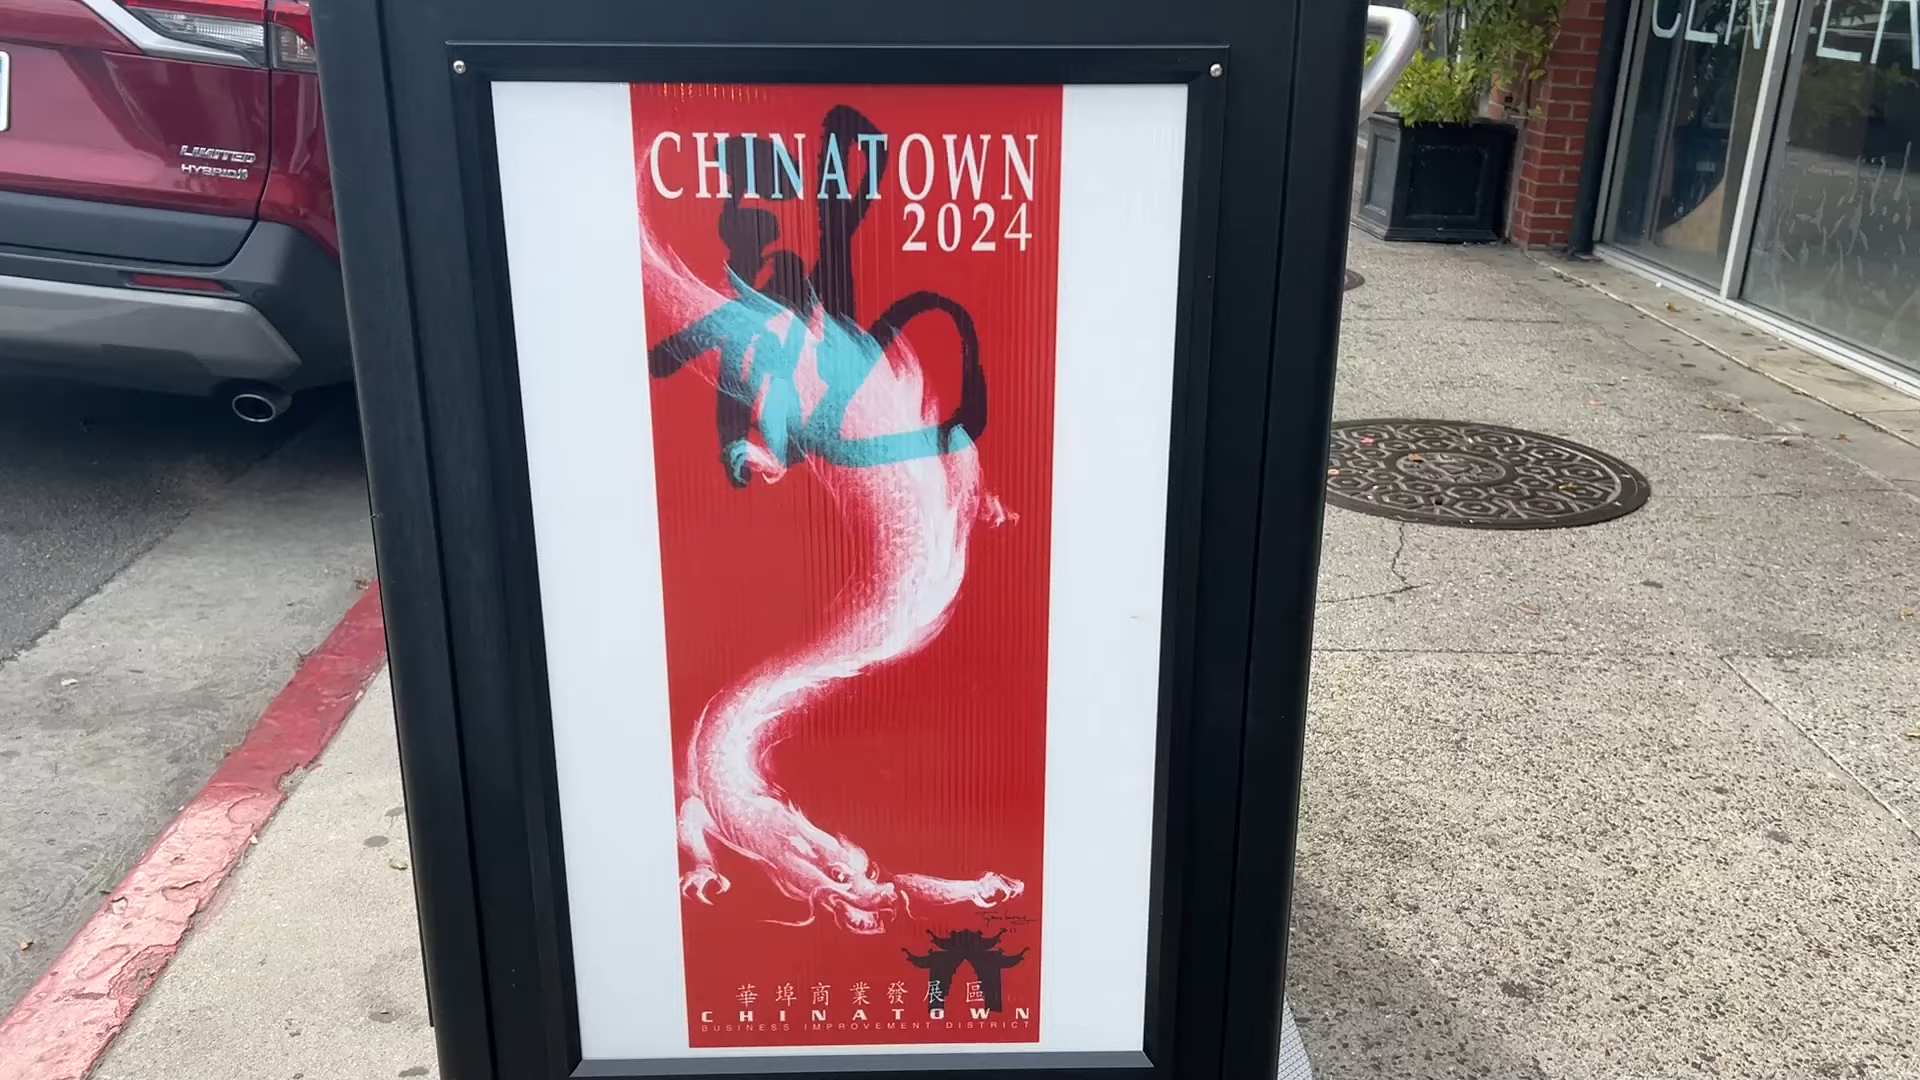 LIMITED
HYBRID
CHINATOWN
2024
華埠商業發展區
CHINATOWN
BUSINESS IMPROVEMENT DISTRICT